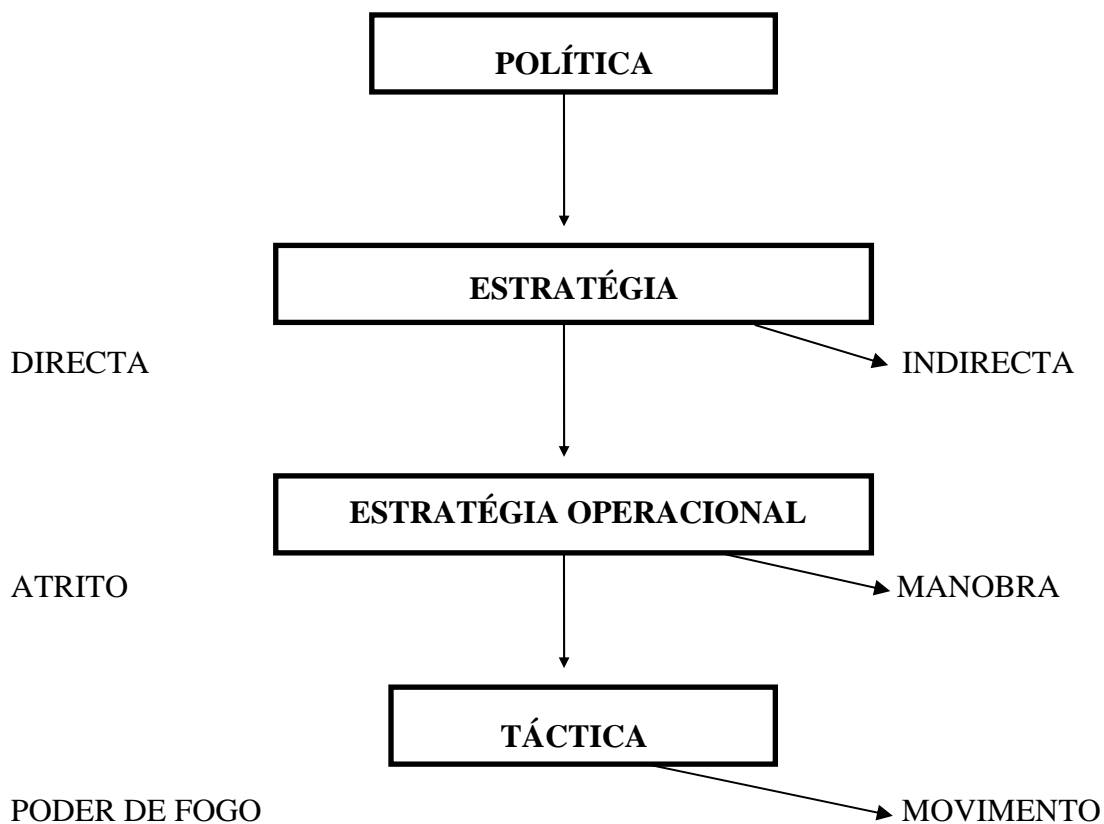 POLÍTICA
ESTRATÉGIA
DIRECTA
INDIRECTA
ESTRATÉGIA OPERACIONAL
ATRITO
MANOBRA
TÁCTICA
PODER DE FOGO
MOVIMENTO